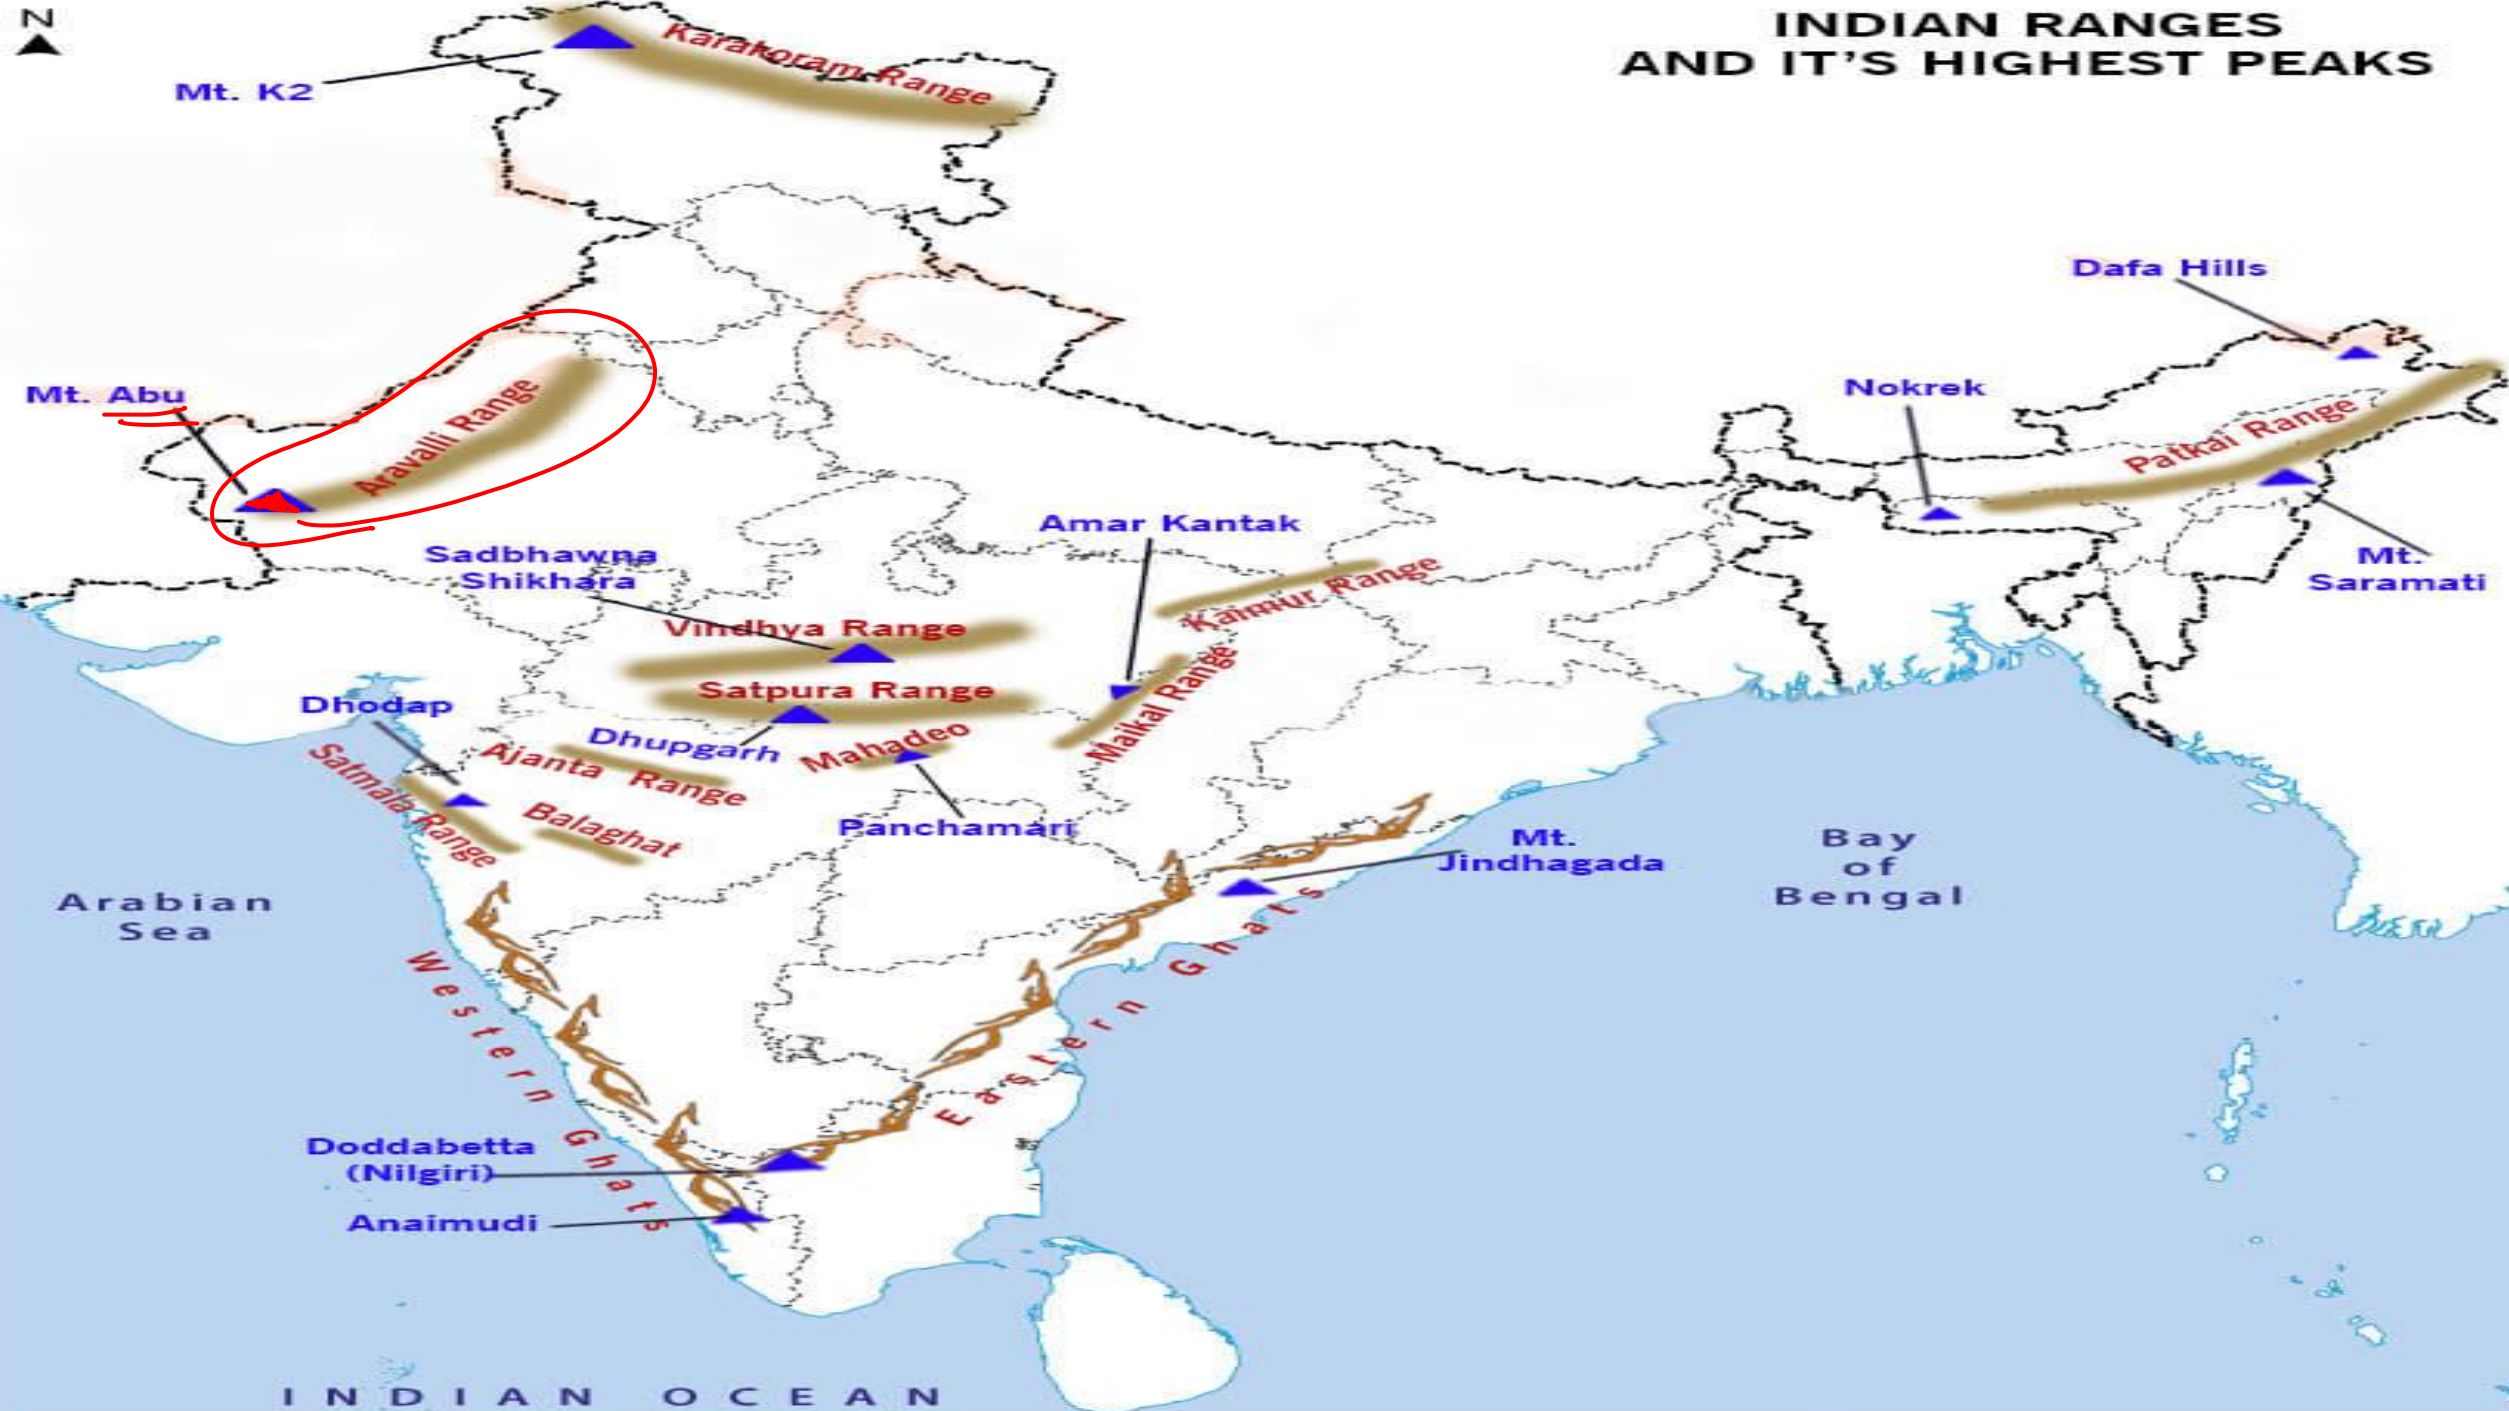 N
INDIAN RANGES
AND IT'S HIGHEST PEAKS
Karakoram Range
Mt. K2
Dafa Hills
Mt. Abu
Aravalli Range
Nokrek
Patkai Range
Amar Kantak
Sadbhawna
Shikhara
Mt.
Saramati
Kaimur Range
Vindhya Range
Satpura Range
Maikal Range
Dhodap
Dhupgarh
Mahadeo
Ajanta Range
Satmala Range
Balaghat
Panchamari
Mt.
Jindhagada
Bay
of
Bengal
Arabian
Sea
Western Ghats
Eastern Ghats
Doddabetta
(Nilgiri)
Anaimudi
INDIAN OCEAN